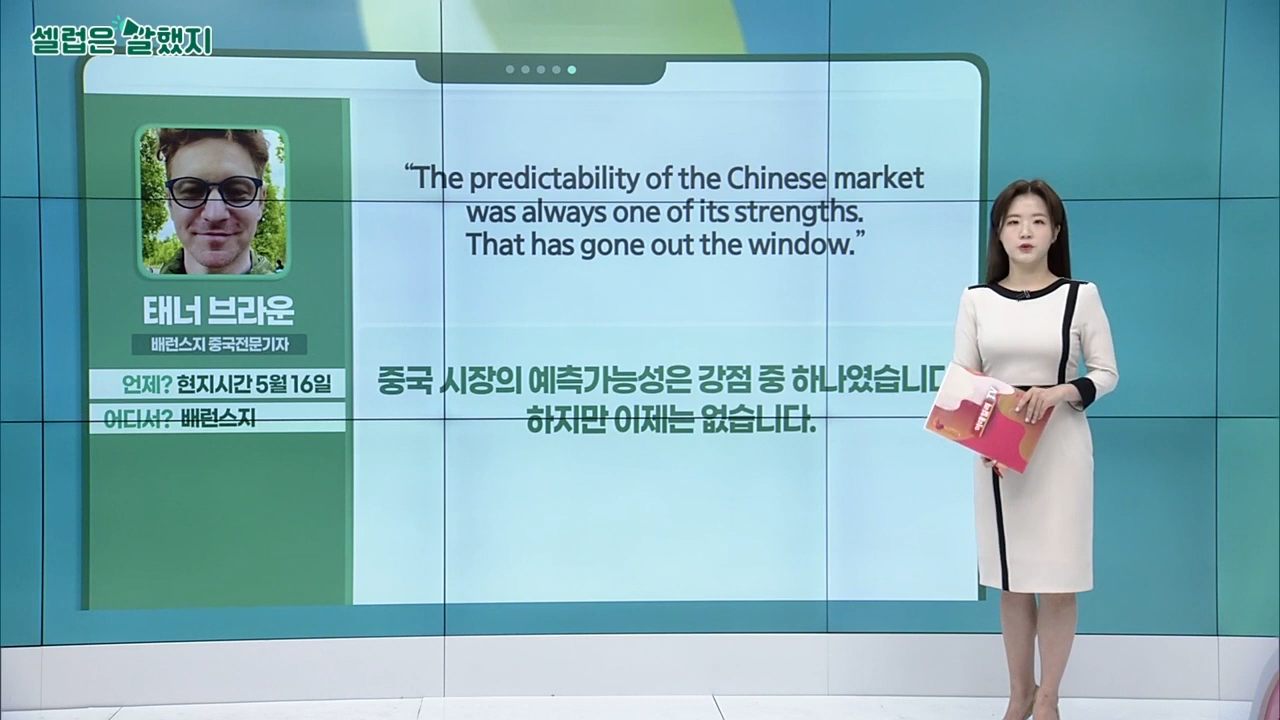 셀럽은 말했지
“The predictability of the Chinese market
was always one of its strengths.
That has gone out the window.”
태너 브라운
배런스지 중국전문기자
언제? 현지시간 5월 16일
어디서? 배런스지
중국 시장의 예측가능성은 강점 중 하나였습니다
하지만 이제는 없습니다.